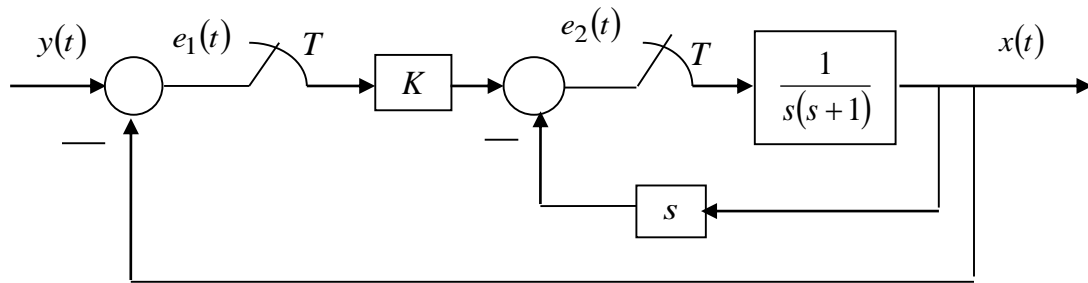 y(t)
e₁(t)
T
K
e₂(t)
T
1
s(s+1)
x(t)
—
—
s